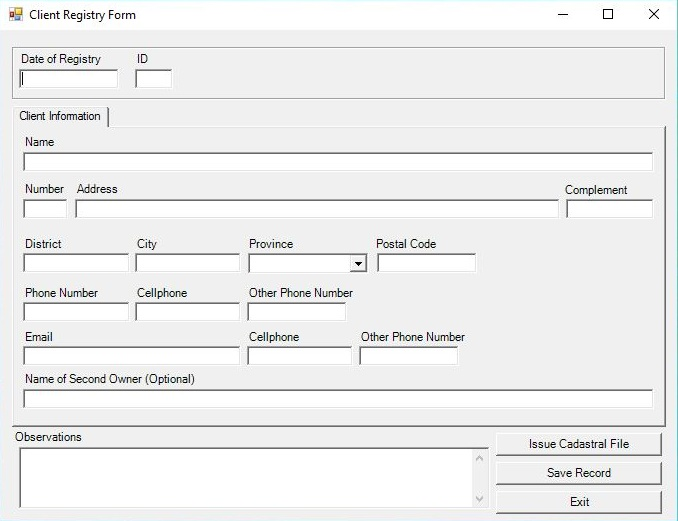 Client Registry Form
Date of Registry ID
Client Information
Name
Number Address Complement
District City Province Postal Code
Phone Number Cellphone Other Phone Number
Email Cellphone Other Phone Number
Name of Second Owner (Optional)
Observations
Issue Cadastral File
Save Record
Exit